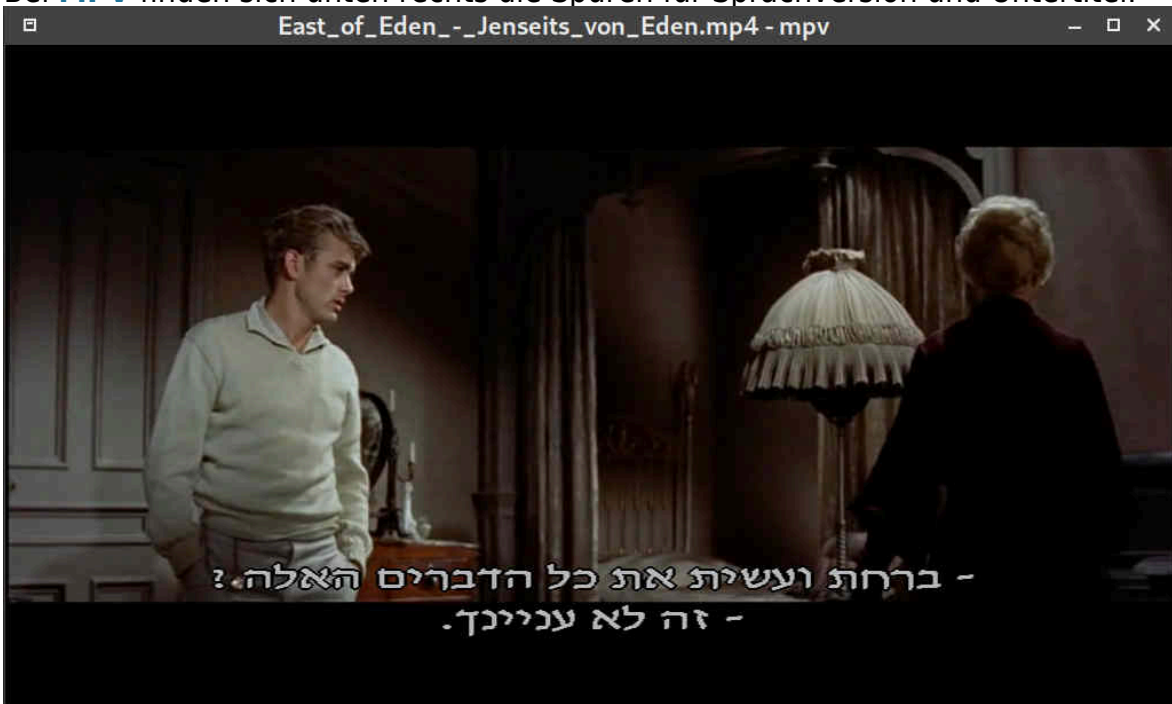 Bei MPV finden sich unten rechts die Spuren für Sprachversion und Untertitel.
East_of_Eden_-_Jenseits_von_Eden.mp4 - mpv
- ברחת ועשית את כל הדברים האלה ?
- זה לא עניינך.